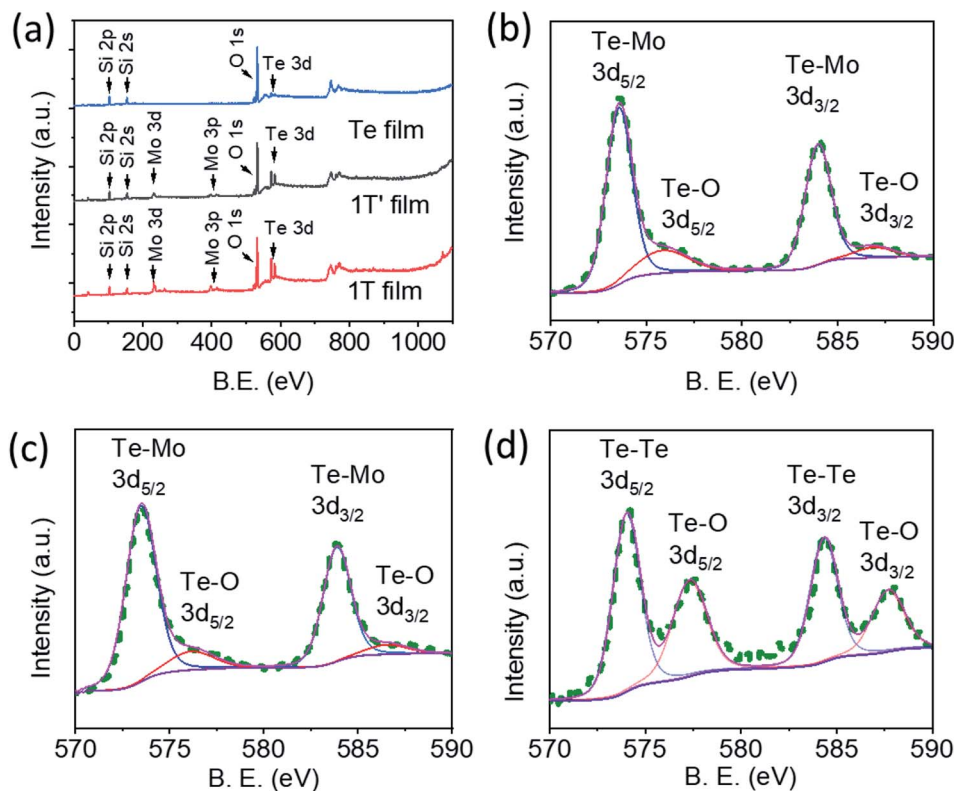 (a)
Si 2p
Si 2s
O 1s
Te 3d
Te film
Si 2p
Si 2s
Mo 3d
Mo 3p
O 1s
Te 3d
1T' film
Si 2p
Si 2s
Mo 3d
Mo 3p
O 1s
Te 3d
1T film
Intensity (a.u.)
0 200 400 600 800 1000
B.E. (eV)
(b)
Te-Mo
3d5/2
Te-O
3d5/2
Te-Mo
3d3/2
Te-O
3d3/2
Intensity (a.u.)
570 575 580 585 590
B. E. (eV)
(c)
Te-Mo
3d5/2
Te-O
3d5/2
Te-Mo
3d3/2
Te-O
3d3/2
Intensity (a.u.)
570 575 580 585 590
B. E. (eV)
(d)
Te-Te
3d5/2
Te-O
3d5/2
Te-Te
3d3/2
Te-O
3d3/2
Intensity (a.u.)
570 575 580 585 590
B. E. (eV)